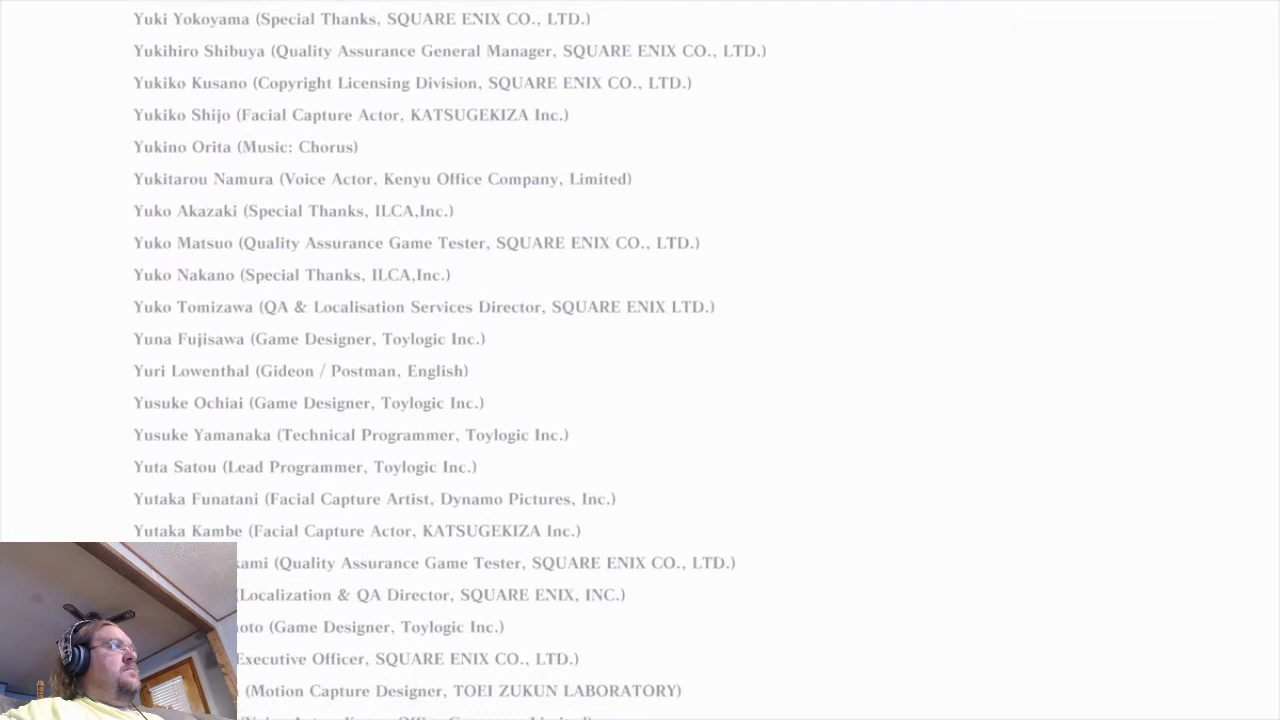 Yuki Yokoyama (Special Thanks, SQUARE ENIX CO., LTD.)
Yukihiro Shibuya (Quality Assurance General Manager, SQUARE ENIX CO., LTD.)
Yukiko Kusano (Copyright Licensing Division, SQUARE ENIX CO., LTD.)
Yukiko Shijo (Facial Capture Actor, KATSUGEKIZA Inc.)
Yukino Orita (Music: Chorus)
Yukitarou Namura (Voice Actor, Kenyu Office Company, Limited)
Yuko Akazaki (Special Thanks, ILCA,Inc.)
Yuko Matsuo (Quality Assurance Game Tester, SQUARE ENIX CO., LTD.)
Yuko Nakano (Special Thanks, ILCA,Inc.)
Yuko Tomizawa (QA & Localisation Services Director, SQUARE ENIX LTD.)
Yuna Fujisawa (Game Designer, Toylogic Inc.)
Yuri Lowenthal (Gideon / Postman, English)
Yusuke Ochiai (Game Designer, Toylogic Inc.)
Yusuke Yamanaka (Technical Programmer, Toylogic Inc.)
Yuta Satou (Lead Programmer, Toylogic Inc.)
Yutaka Funatani (Facial Capture Artist, Dynamo Pictures, Inc.)
Yutaka Kambe (Facial Capture Actor, KATSUGEKIZA Inc.)
kami (Quality Assurance Game Tester, SQUARE ENIX CO., LTD.)
(Localization & QA Director, SQUARE ENIX, INC.)
oto (Game Designer, Toylogic Inc.)
Executive Officer, SQUARE ENIX CO., LTD.)
(Motion Capture Designer, TOEI ZUKUN LABORATORY)